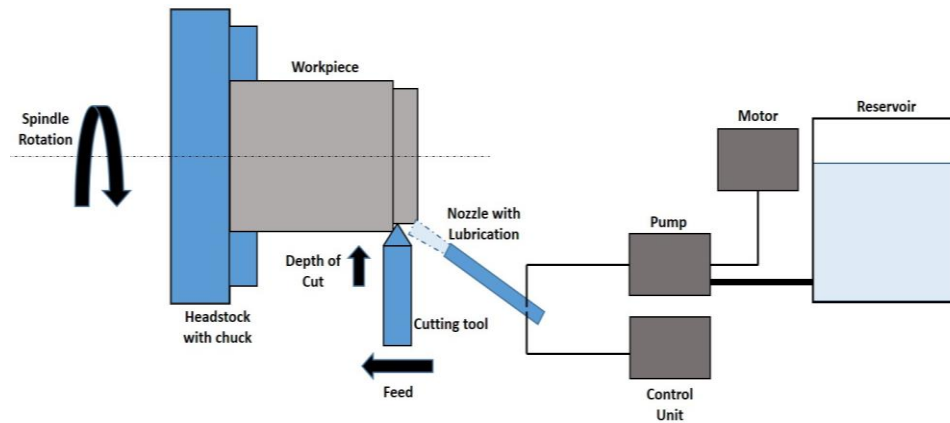 Workpiece
Spindle
Rotation
Headstock
with chuck
Depth of
Cut
Cutting tool
Feed
Nozzle with
Lubrication
Motor
Pump
Control
Unit
Reservoir